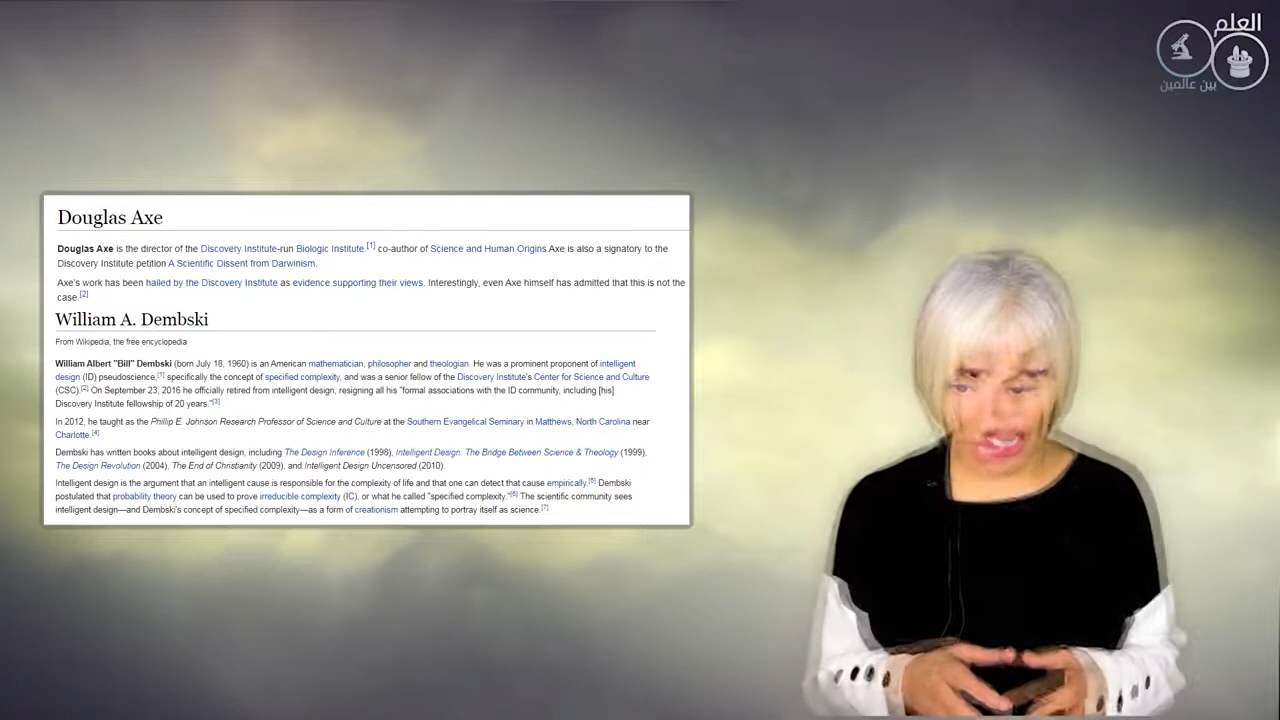 العلم
بين عالمين
Douglas Axe
Douglas Axe is the director of the Discovery Institute-run Biologic Institute.[1] co-author of Science and Human Origins Axe is also a signatory to the
Discovery Institute petition A Scientific Dissent from Darwinism.
Axe's work has been hailed by the Discovery Institute as evidence supporting their views. Interestingly, even Axe himself has admitted that this is not the
case.[2]
William A. Dembski
From Wikipedia, the free encyclopedia
William Albert "Bill" Dembski (born July 18, 1960) is an American mathematician, philosopher and theologian. He was a prominent proponent of intelligent
design (ID) pseudoscience,[1] specifically the concept of specified complexity, and was a senior fellow of the Discovery Institute's Center for Science and Culture
(CSC).[2] On September 23, 2016 he officially retired from intelligent design, resigning all his "formal associations with the ID community, including [his]
Discovery Institute fellowship of 20 years."[3]
In 2012, he taught as the Phillip E. Johnson Research Professor of Science and Culture at the Southern Evangelical Seminary in Matthews, North Carolina near
Charlotte.[4]
Dembski has written books about intelligent design, including The Design Inference (1998), Intelligent Design: The Bridge Between Science & Theology (1999),
The Design Revolution (2004), The End of Christianity (2009), and Intelligent Design Uncensored (2010).
Intelligent design is the argument that an intelligent cause is responsible for the complexity of life and that one can detect that cause empirically.[5] Dembski
postulated that probability theory can be used to prove irreducible complexity (IC), or what he called "specified complexity."[6] The scientific community sees
intelligent design—and Dembski's concept of specified complexity—as a form of creationism attempting to portray itself as science.[7]